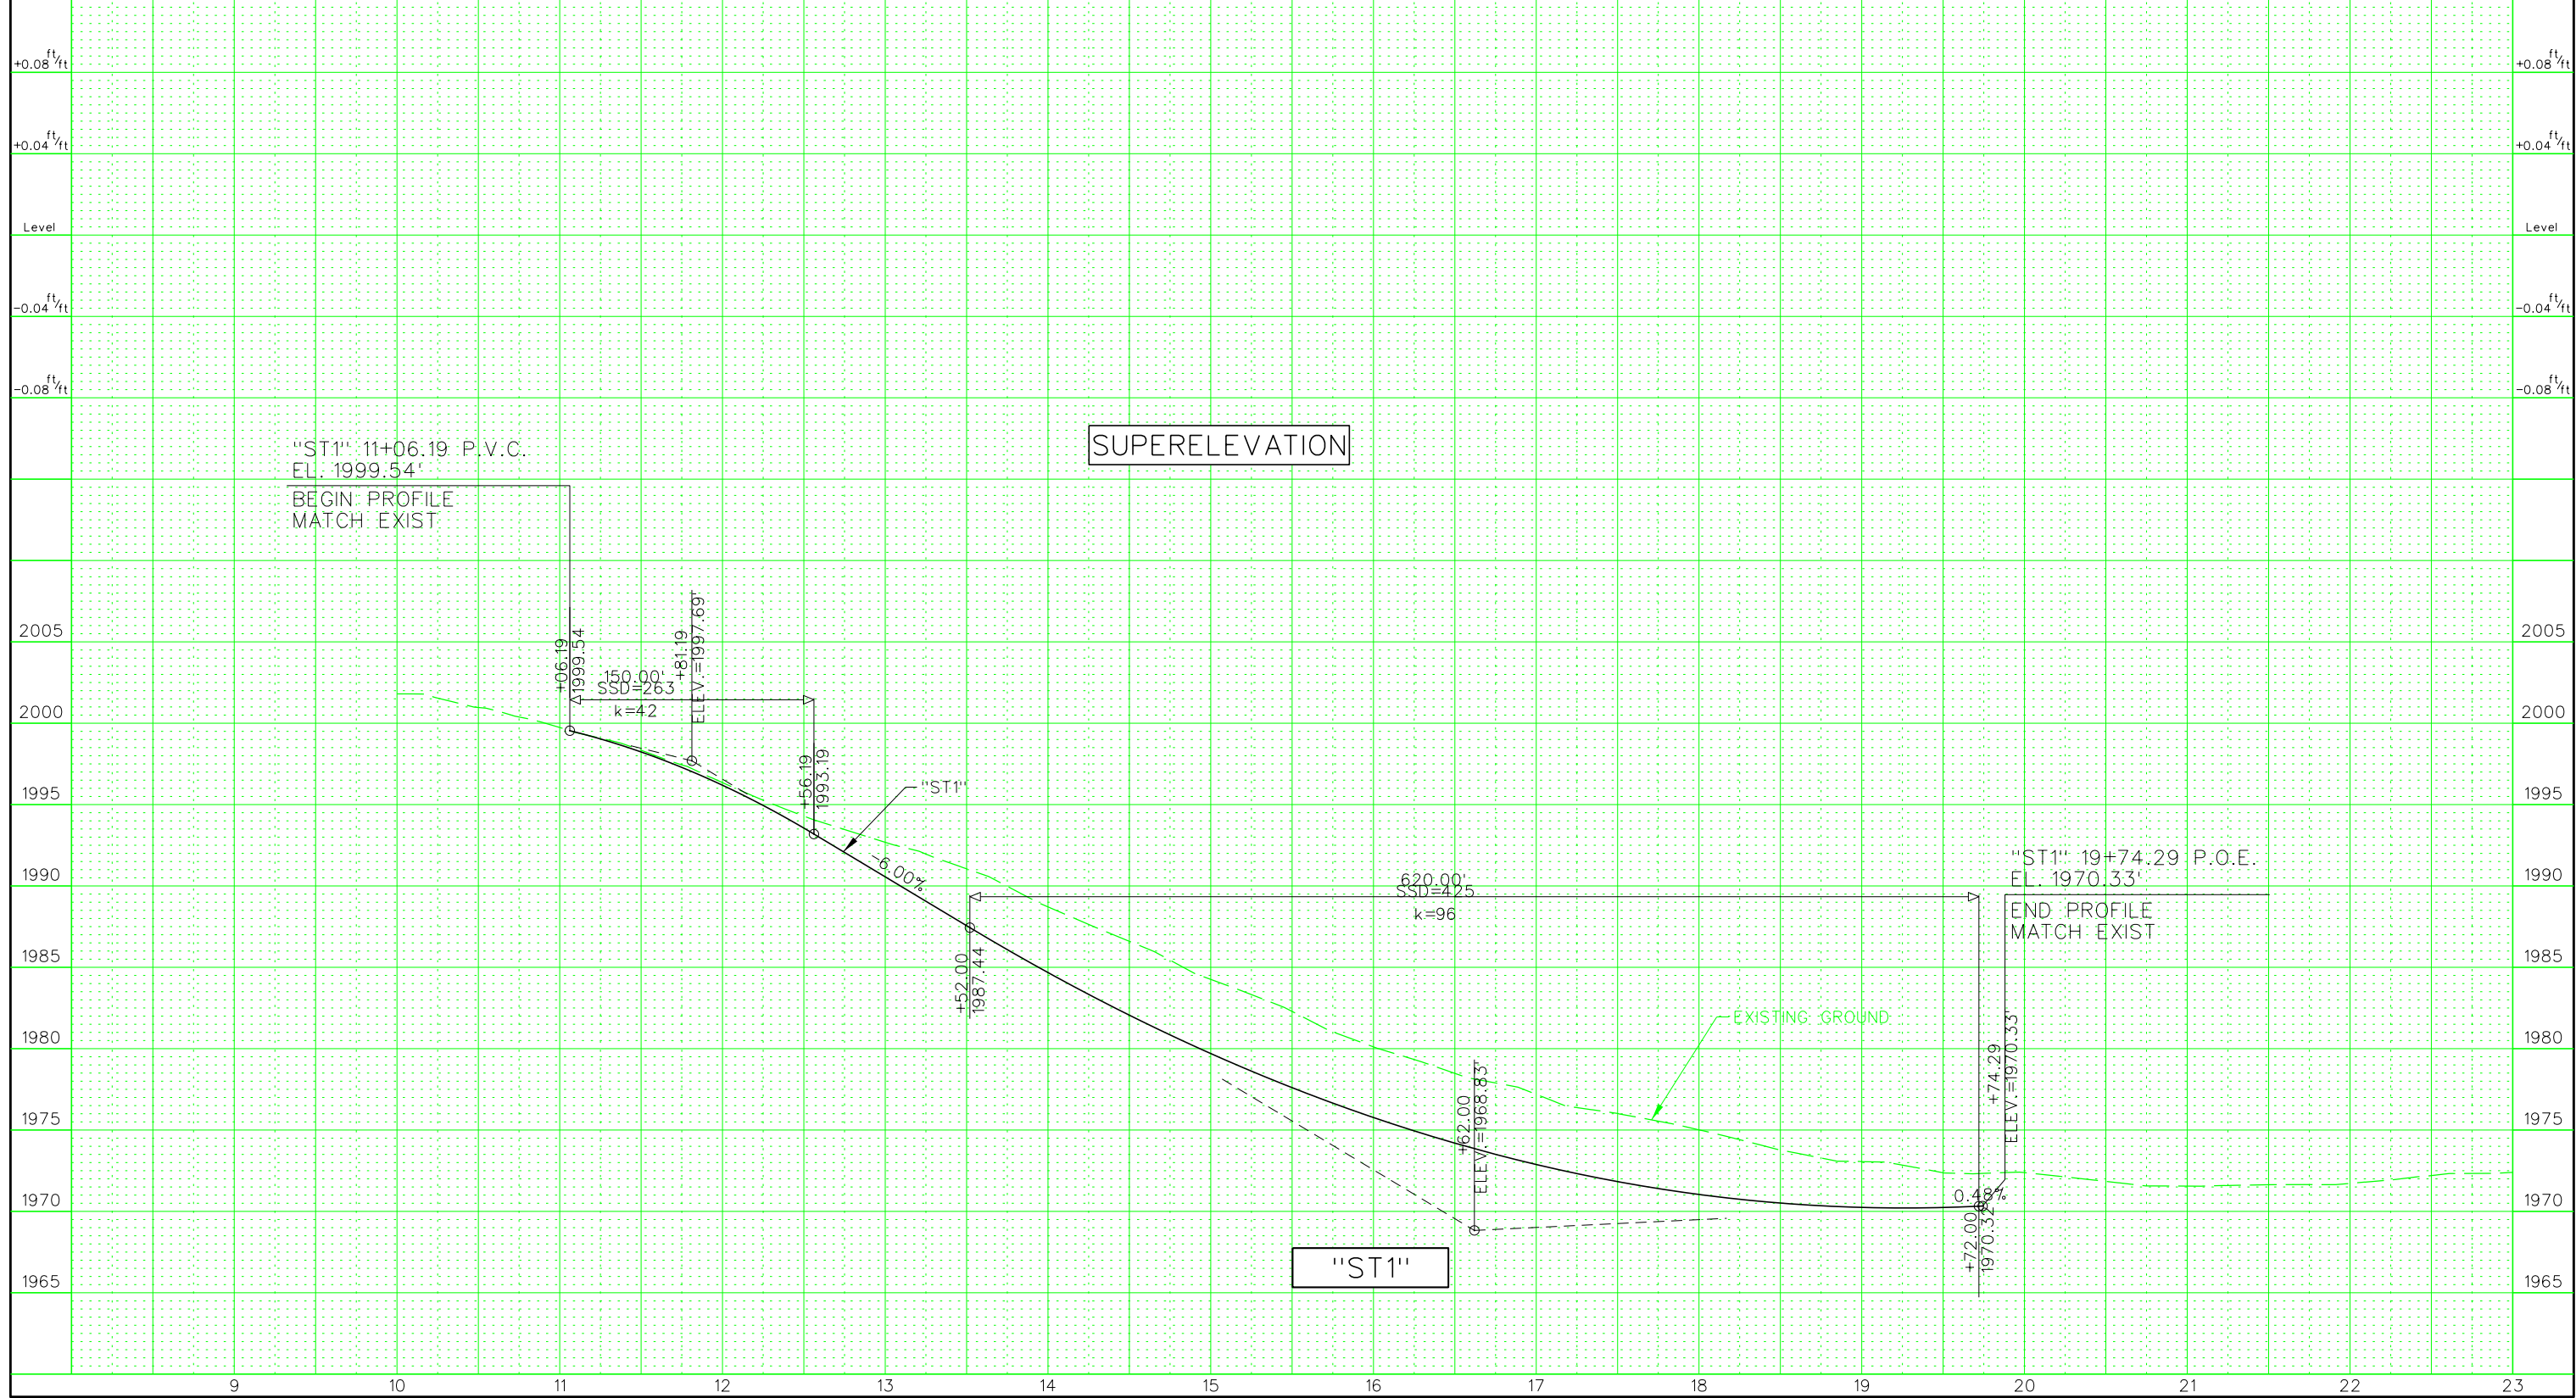 +0.08 ft/ft
+0.08 ft/ft
+0.04 ft/ft
+0.04 ft/ft
Level
Level
-0.04 ft/ft
-0.04 ft/ft
-0.08 ft/ft
-0.08 ft/ft
SUPERELEVATION
"ST1" 11+06.19 P.V.C.
EL. 1999.54'
BEGIN PROFILE
MATCH EXIST
+06.19
1999.54
150.00'
SSD=263
k=42
+81.19
ELEV.=1997.69'
+56.19
1993.19
"ST1"
-6.00%
+52.00
1987.44
620.00'
SSD=425
k=96
"ST1" 19+74.29 P.O.E.
EL. 1970.33'
END PROFILE
MATCH EXIST
EXISTING GROUND
+62.00
ELEV.=1968.83'
+74.29
ELEV.=1970.33'
0.48%
+72.00
1970.32
"ST1"
2005
2005
2000
2000
1995
1995
1990
1990
1985
1985
1980
1980
1975
1975
1970
1970
1965
1965
9 10 11 12 13 14 15 16 17 18 19 20 21 22 23